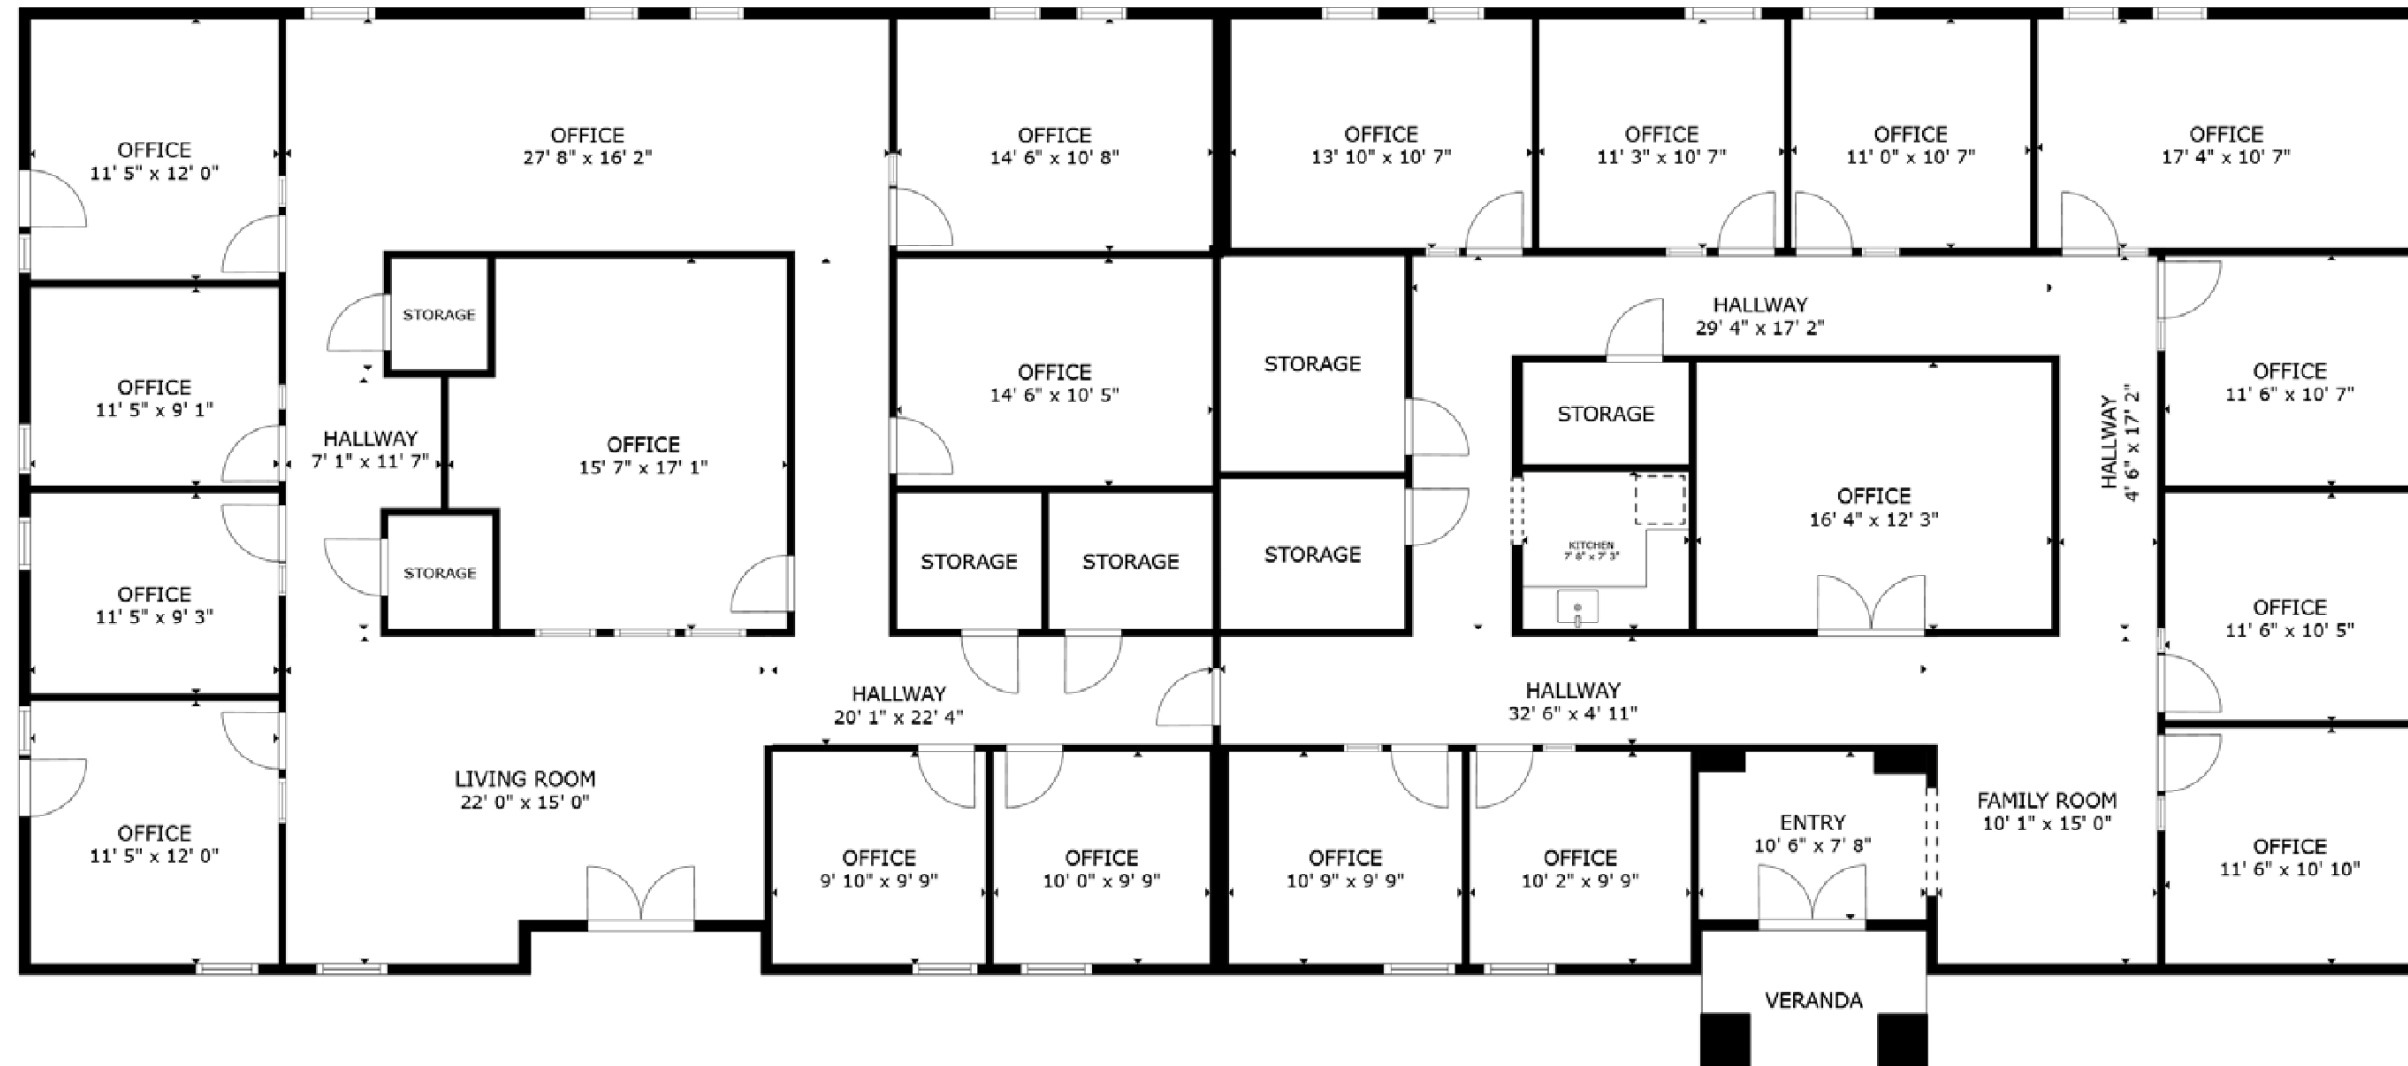 OFFICE
11' 5" x 12' 0"
OFFICE
27' 8" x 16' 2"
OFFICE
14' 6" x 10' 8"
OFFICE
13' 10" x 10' 7"
OFFICE
11' 3" x 10' 7"
OFFICE
11' 0" x 10' 7"
OFFICE
17' 4" x 10' 7"
STORAGE
HALLWAY
29' 4" x 17' 2"
OFFICE
11' 5" x 9' 1"
HALLWAY
7' 1" x 11' 7"
OFFICE
15' 7" x 17' 1"
OFFICE
14' 6" x 10' 5"
STORAGE
STORAGE
HALLWAY
4' 6" x 17' 2"
OFFICE
11' 6" x 10' 7"
OFFICE
16' 4" x 12' 3"
OFFICE
11' 5" x 9' 3"
STORAGE
STORAGE
STORAGE
STORAGE
KITCHEN
7' 8" x 7' 3"
OFFICE
11' 6" x 10' 5"
HALLWAY
20' 1" x 22' 4"
HALLWAY
32' 6" x 4' 11"
OFFICE
11' 5" x 12' 0"
LIVING ROOM
22' 0" x 15' 0"
OFFICE
9' 10" x 9' 9"
OFFICE
10' 0" x 9' 9"
OFFICE
10' 9" x 9' 9"
OFFICE
10' 2" x 9' 9"
ENTRY
10' 6" x 7' 8"
FAMILY ROOM
10' 1" x 15' 0"
OFFICE
11' 6" x 10' 10"
VERANDA